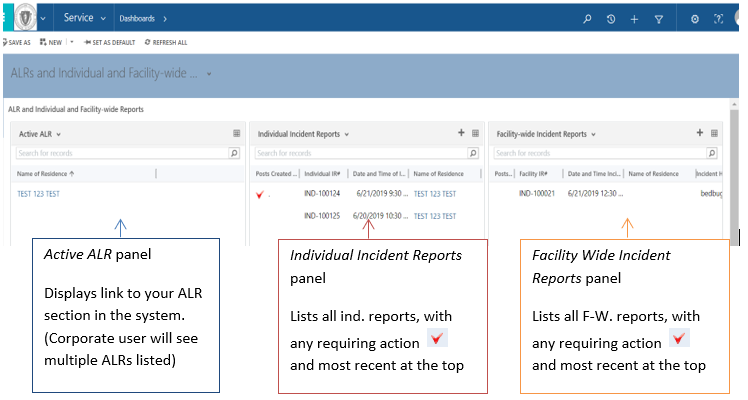 Service
Dashboards
SAVE AS NEW SET AS DEFAULT REFRESH ALL
ALRs and Individual and Facility-wide ...
ALR and Individual and Facility-wide Reports
Active ALR
Search for records
Name of Residence
TEST 123 TEST
Individual Incident Reports
Search for records
Posts Created ... Individual IR# Date and Time of I... Name of Residence
. IND-100124 6/21/2019 9:30 ... TEST 123 TEST
IND-100125 6/20/2019 10:30 ... TEST 123 TEST
Facility-wide Incident Reports
Search for records
Posts... Facility IR# Date and Time Inci... Name of Residence Incident
IND-100021 6/21/2019 12:30 ... bedbug
Active ALR panel
Displays link to your ALR
section in the system.
(Corporate user will see
multiple ALRs listed)
Individual Incident Reports
panel
Lists all ind. reports, with
any requiring action
and most recent at the top
Facility Wide Incident
Reports panel
Lists all F-W. reports, with
any requiring action
and most recent at the top